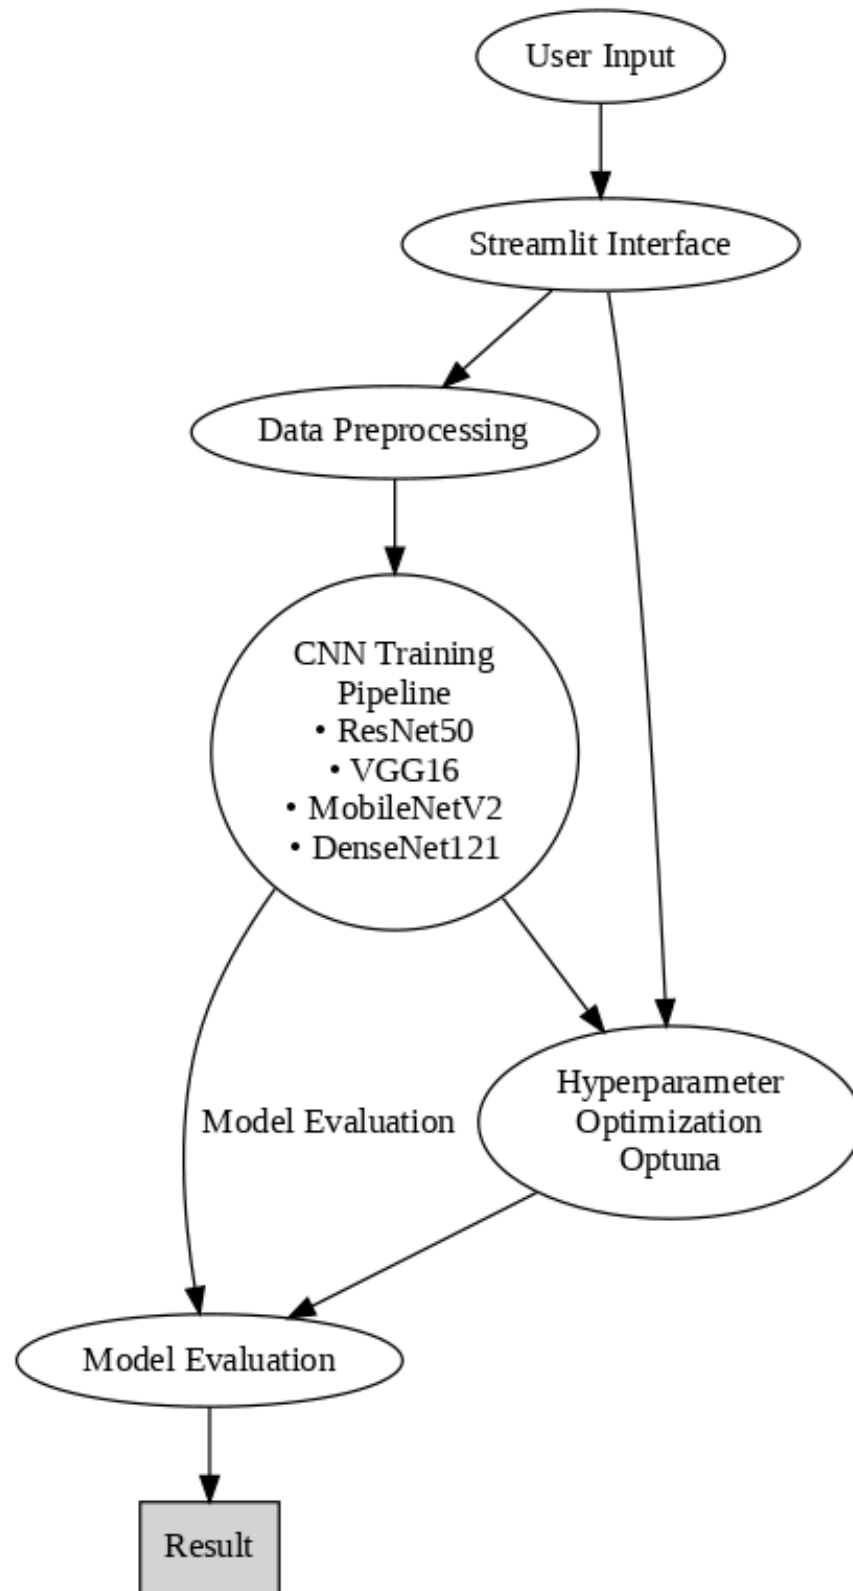 User Input
Streamlit Interface
Data Preprocessing
CNN Training
Pipeline
• ResNet50
• VGG16
• MobileNetV2
• DenseNet121
Model Evaluation
Hyperparameter
Optimization
Optuna
Model Evaluation
Result